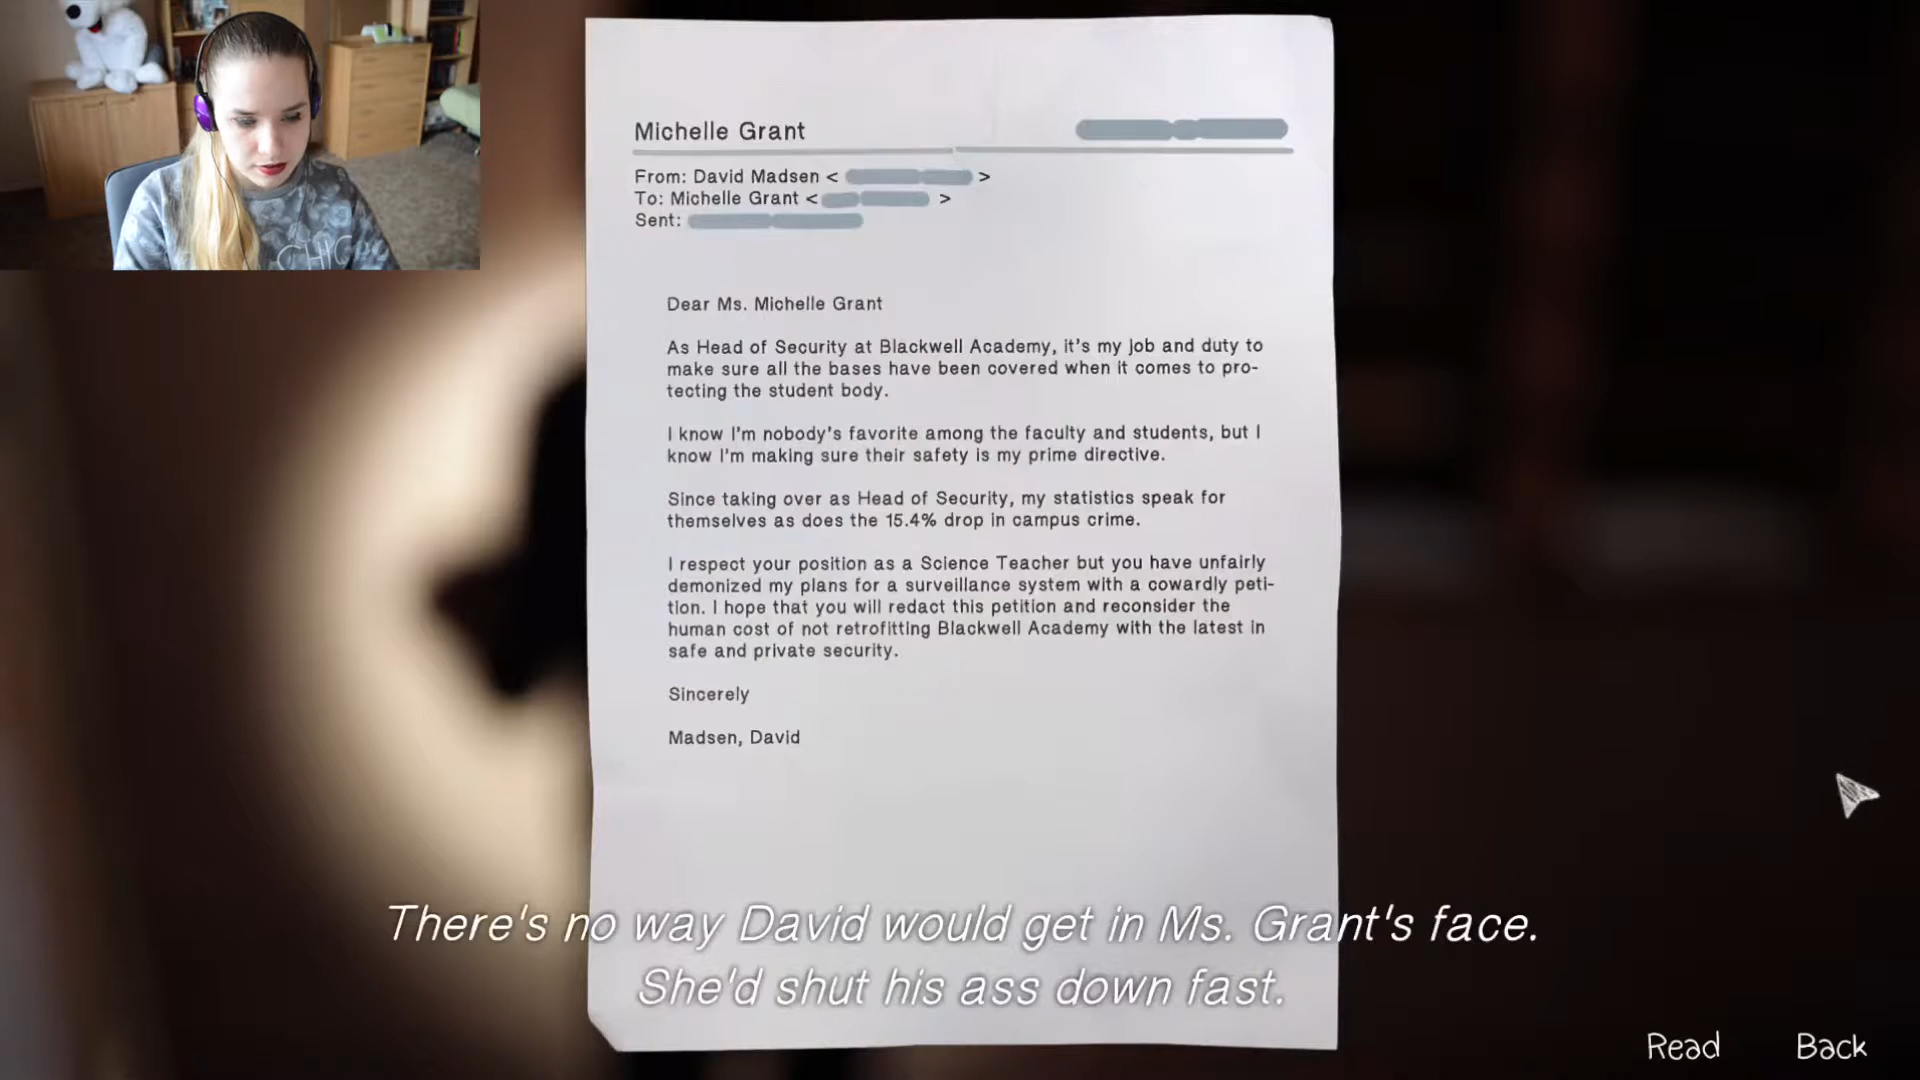 Michelle Grant
From: David Madsen < >
To: Michelle Grant < >
Sent:
Dear Ms. Michelle Grant
As Head of Security at Blackwell Academy, it's my job and duty to
make sure all the bases have been covered when it comes to pro-
tecting the student body.
I know I'm nobody's favorite among the faculty and students, but I
know I'm making sure their safety is my prime directive.
Since taking over as Head of Security, my statistics speak for
themselves as does the 15.4% drop in campus crime.
I respect your position as a Science Teacher but you have unfairly
demonized my plans for a surveillance system with a cowardly peti-
tion. I hope that you will redact this petition and reconsider the
human cost of not retrofitting Blackwell Academy with the latest in
safe and private security.
Sincerely
Madsen, David
There's no way David would get in Ms. Grant's face.
She'd shut his ass down fast.
Read Back
CHIC